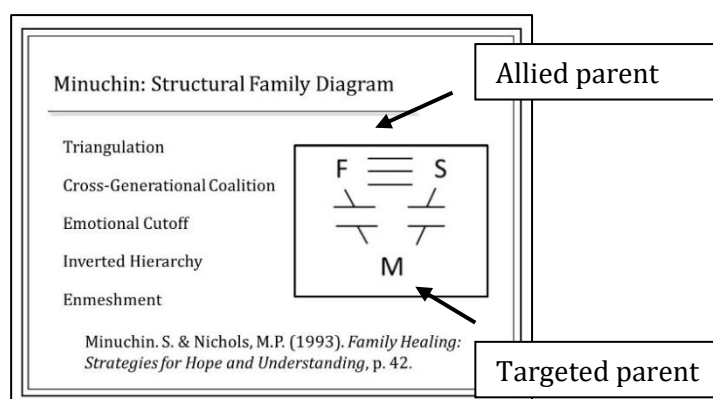 Allied parent
Minuchin: Structural Family Diagram
Triangulation
Cross-Generational Coalition
Emotional Cutoff
Inverted Hierarchy
Enmeshment
F S
M
Minuchin. S. & Nichols, M.P. (1993). Family Healing:
Strategies for Hope and Understanding, p. 42.
Targeted parent